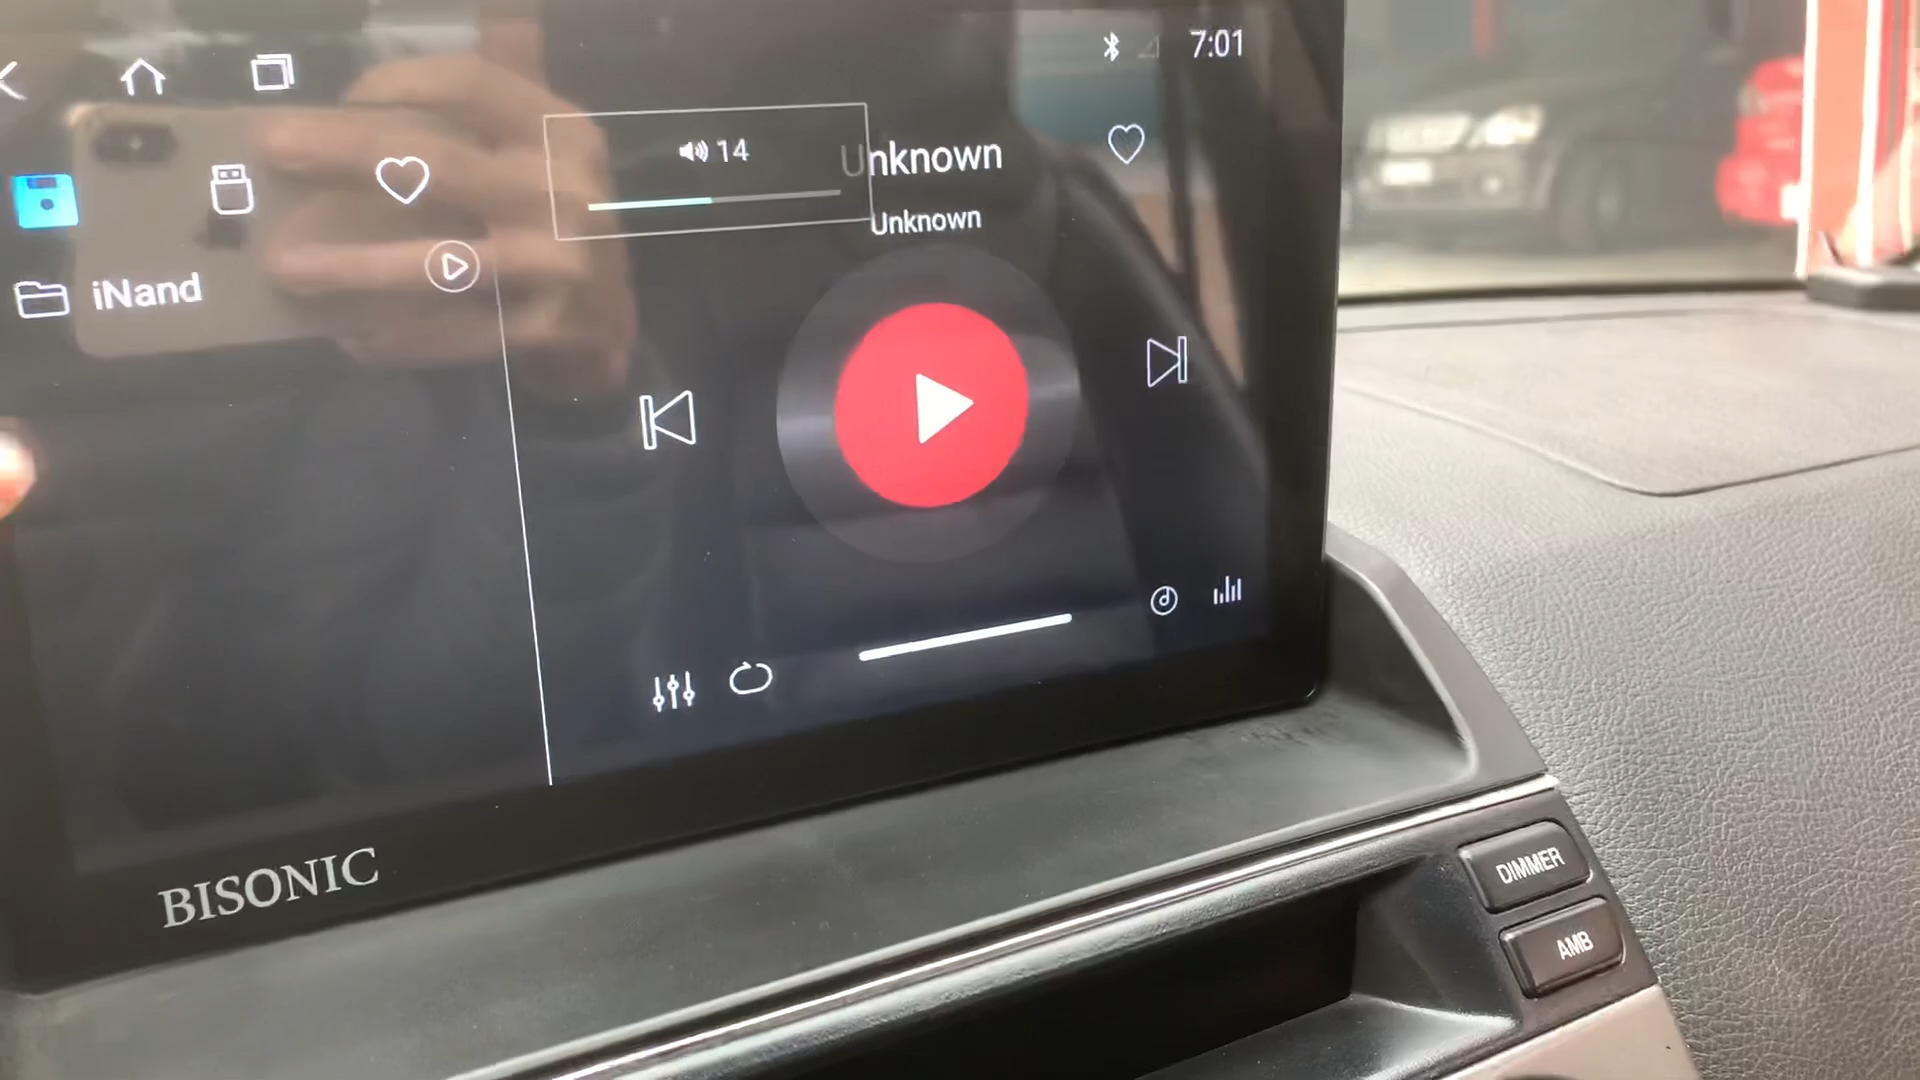 7:01
14
Unknown
Unknown
iNand
BISONIC
DIMMER
AMB